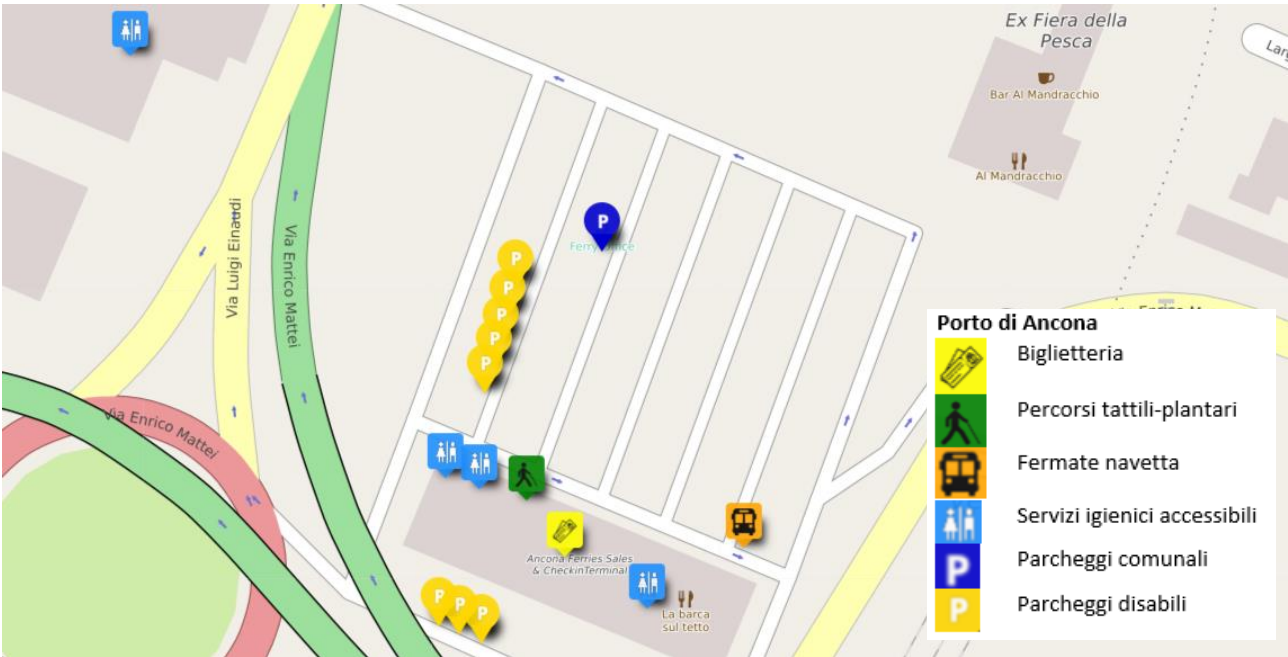 Ex Fiera della
Pesca
Bar Al Mandracchio
Al Mandracchio
Via Luigi Einaudi
Via Enrico Mattei
P
P
P
P
P
P
Via Enrico Mattei
Ancona Ferries Sales
& CheckinTerminal
P
P
P
La barca
sul tetto
Porto di Ancona
Biglietteria
Percorsi tattili-plantari
Fermate navetta
Servizi igienici accessibili
P Parcheggi comunali
P Parcheggi disabili